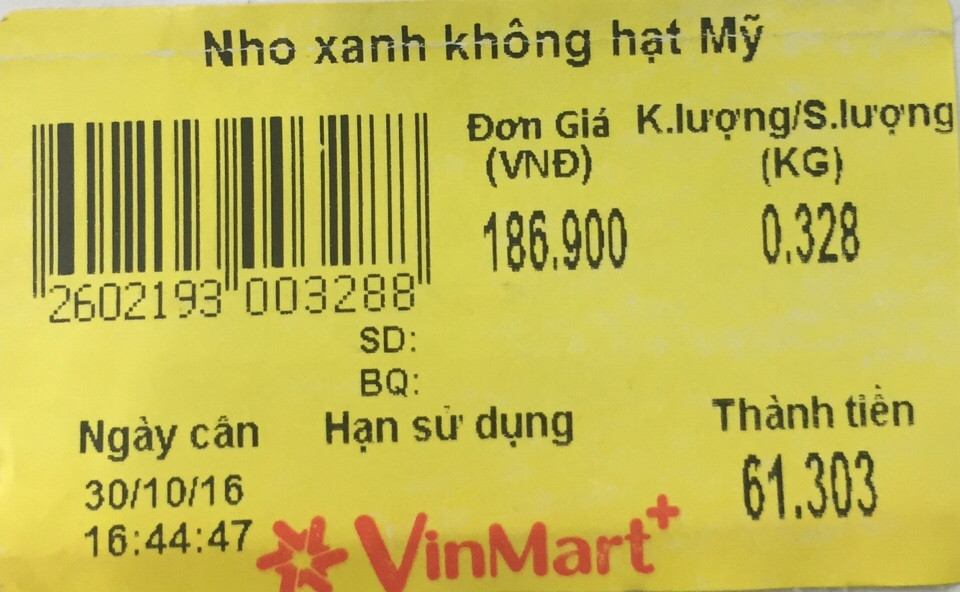 Nho xanh không hạt Mỹ
Đơn Giá K.lượng/S.lượng
(VNĐ) (KG)
186.900 0.328
2602193 003288
SD:
BQ:
Ngày cân Hạn sử dụng Thành tiền
30/10/16 61.303
16:44:47
VinMart+